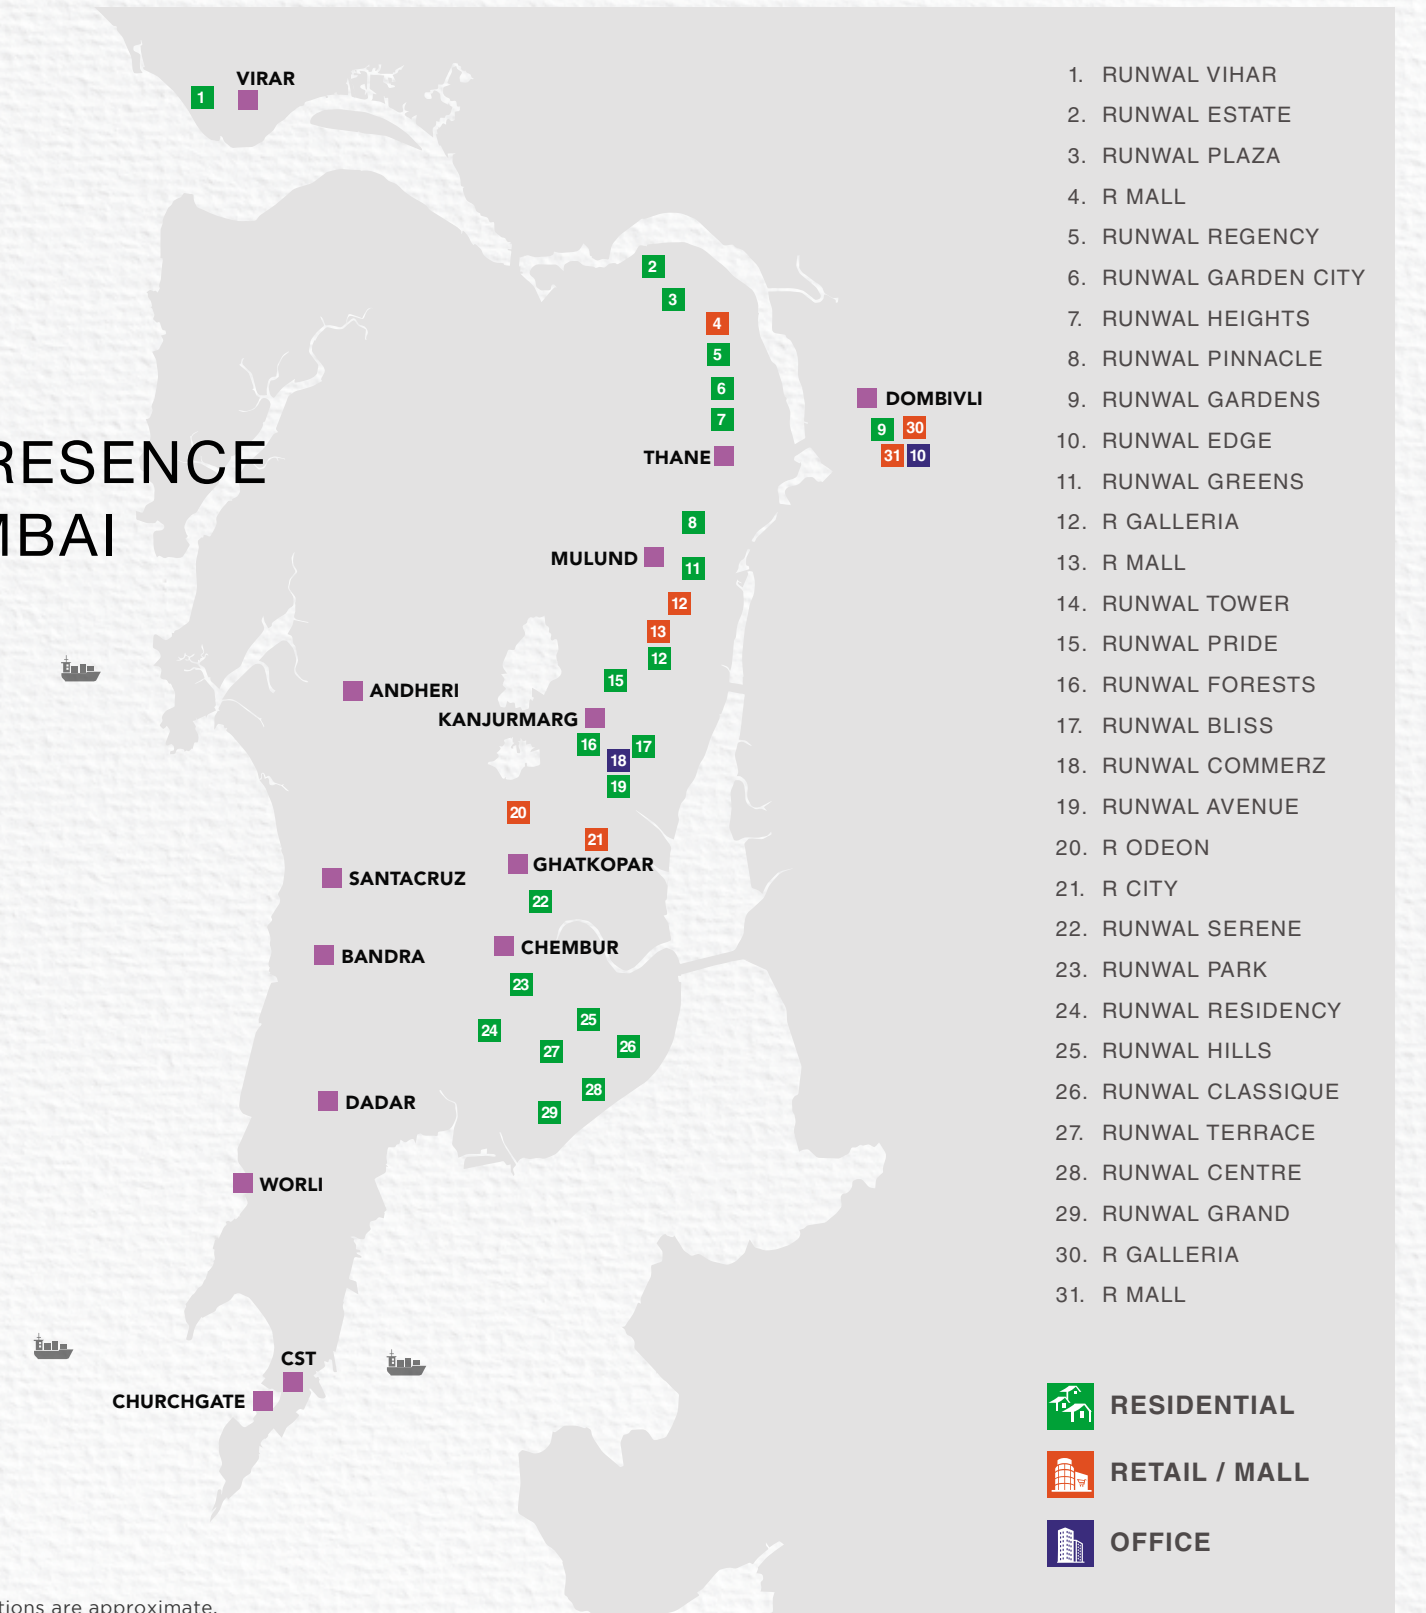 VIRAR
1
2
3
4
5
6
7
THANE
DOMBIVLI
9 30
31 10
RESENCE
MBAI
8
MULUND
11
12
13
12
15
ANDHERI
KANJURMARG
16 17
18
19
20
21
GHATKOPAR
SANTACRUZ
22
CHEMBUR
BANDRA
23
24
25
26
27
28
29
DADAR
WORLI
CST
CHURCHGATE
tions are approximate.
1. RUNWAL VIHAR
2. RUNWAL ESTATE
3. RUNWAL PLAZA
4. R MALL
5. RUNWAL REGENCY
6. RUNWAL GARDEN CITY
7. RUNWAL HEIGHTS
8. RUNWAL PINNACLE
9. RUNWAL GARDENS
10. RUNWAL EDGE
11. RUNWAL GREENS
12. R GALLERIA
13. R MALL
14. RUNWAL TOWER
15. RUNWAL PRIDE
16. RUNWAL FORESTS
17. RUNWAL BLISS
18. RUNWAL COMMERZ
19. RUNWAL AVENUE
20. R ODEON
21. R CITY
22. RUNWAL SERENE
23. RUNWAL PARK
24. RUNWAL RESIDENCY
25. RUNWAL HILLS
26. RUNWAL CLASSIQUE
27. RUNWAL TERRACE
28. RUNWAL CENTRE
29. RUNWAL GRAND
30. R GALLERIA
31. R MALL
RESIDENTIAL
RETAIL / MALL
OFFICE